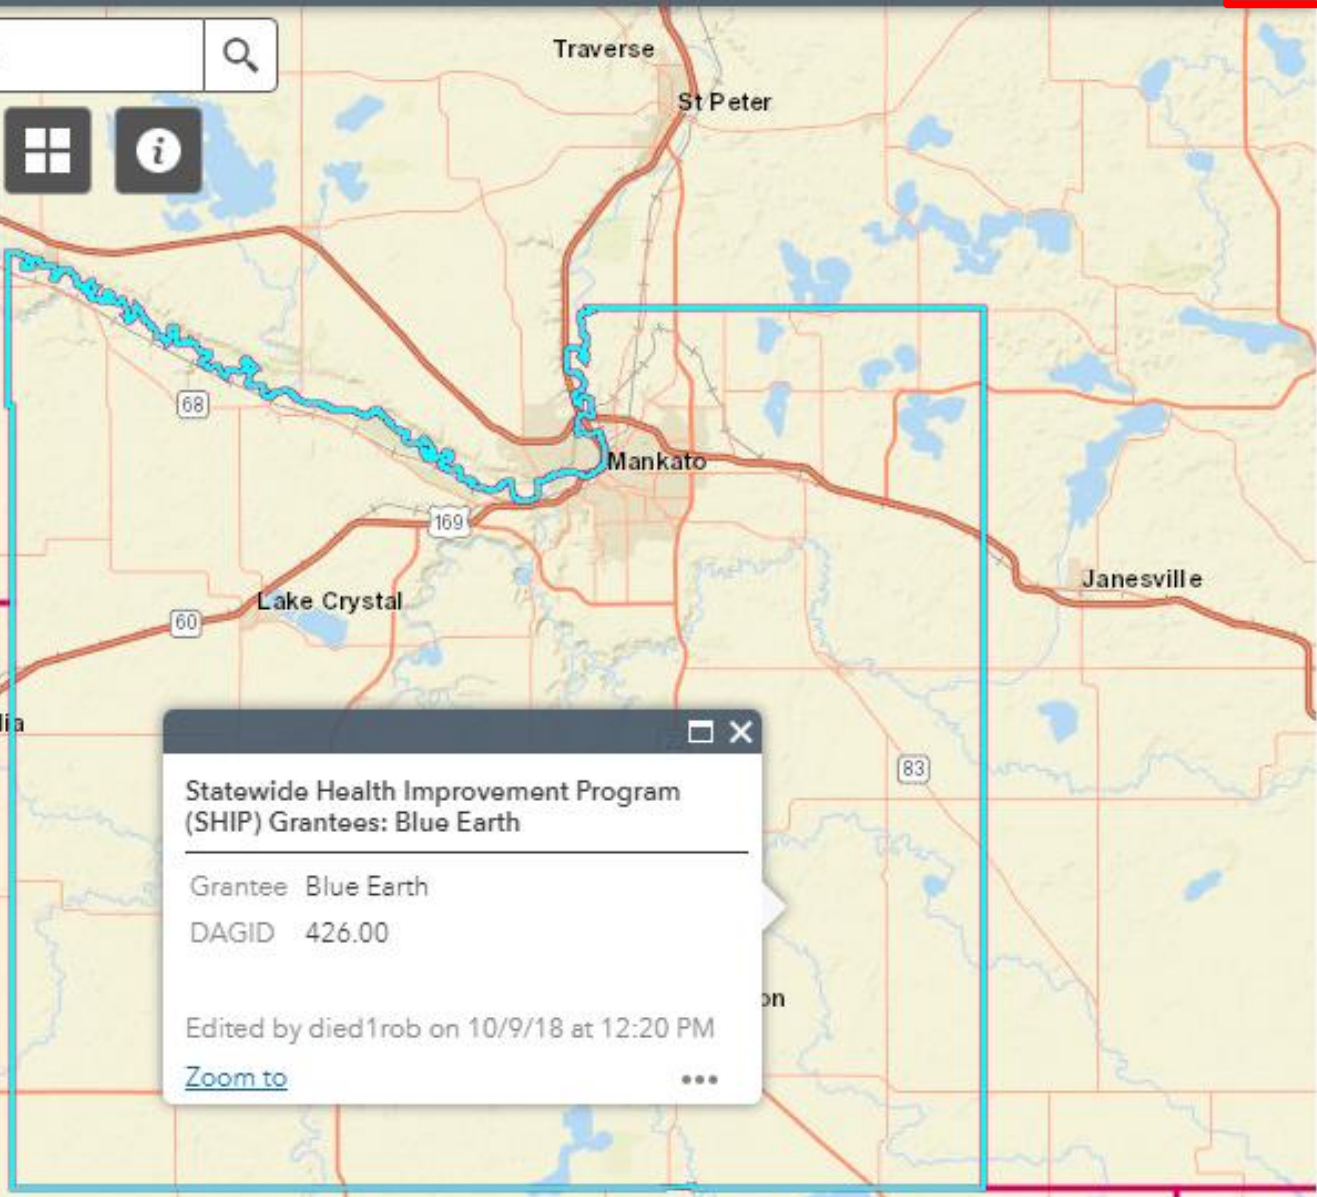 Traverse
St Peter
i
68
Mankato
169
Janesville
Lake Crystal
60
lia
83
Statewide Health Improvement Program
(SHIP) Grantees: Blue Earth
Grantee Blue Earth
DAGID 426.00
on
Edited by died1rob on 10/9/18 at 12:20 PM
Zoom to